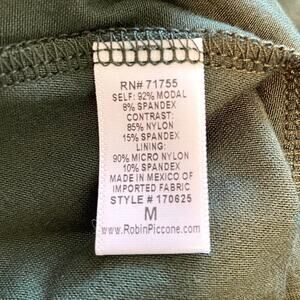 RN# 71755
SELF: 92% MODAL
8% SPANDEX
CONTRAST:
85% NYLON
15% SPANDEX
LINING:
90% MICRO NYLON
10% SPANDEX
MADE IN MEXICO OF
IMPORTED FABRIC
STYLE # 170625
M
www.RobinPiccone.com